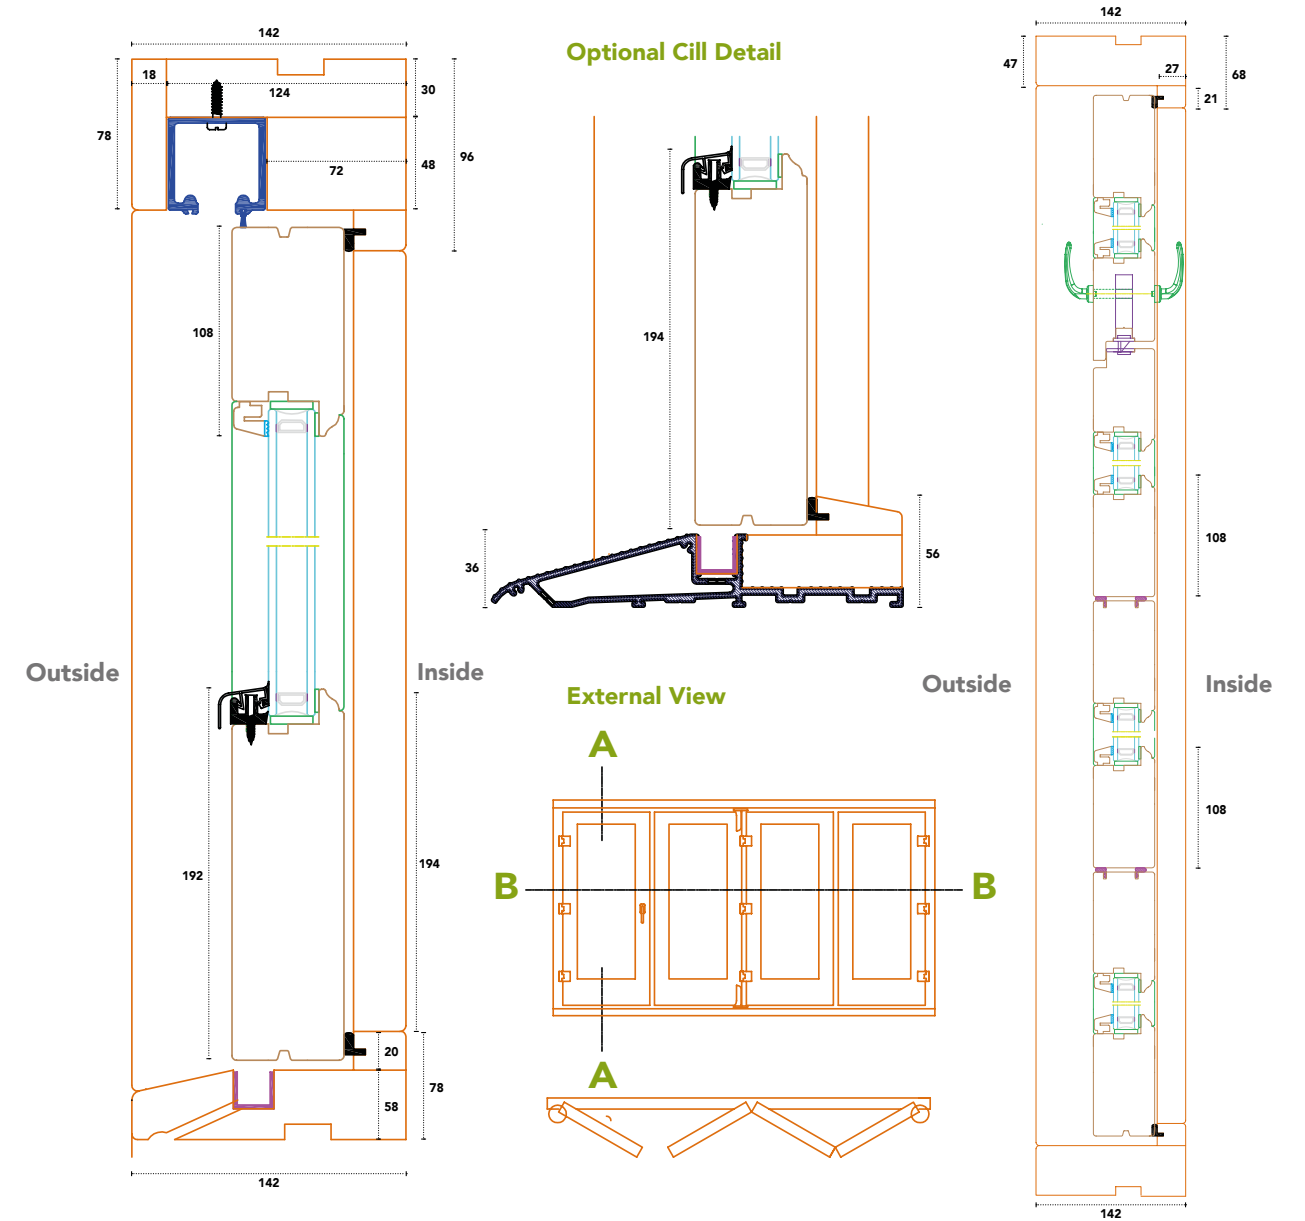 142
18
124
30
78
72
48
96
108
Outside
Inside
192
194
20
78
58
142
Optional Cill Detail
194
36
56
External View
A
B
B
A
142
47
27
68
21
108
Outside
Inside
108
142